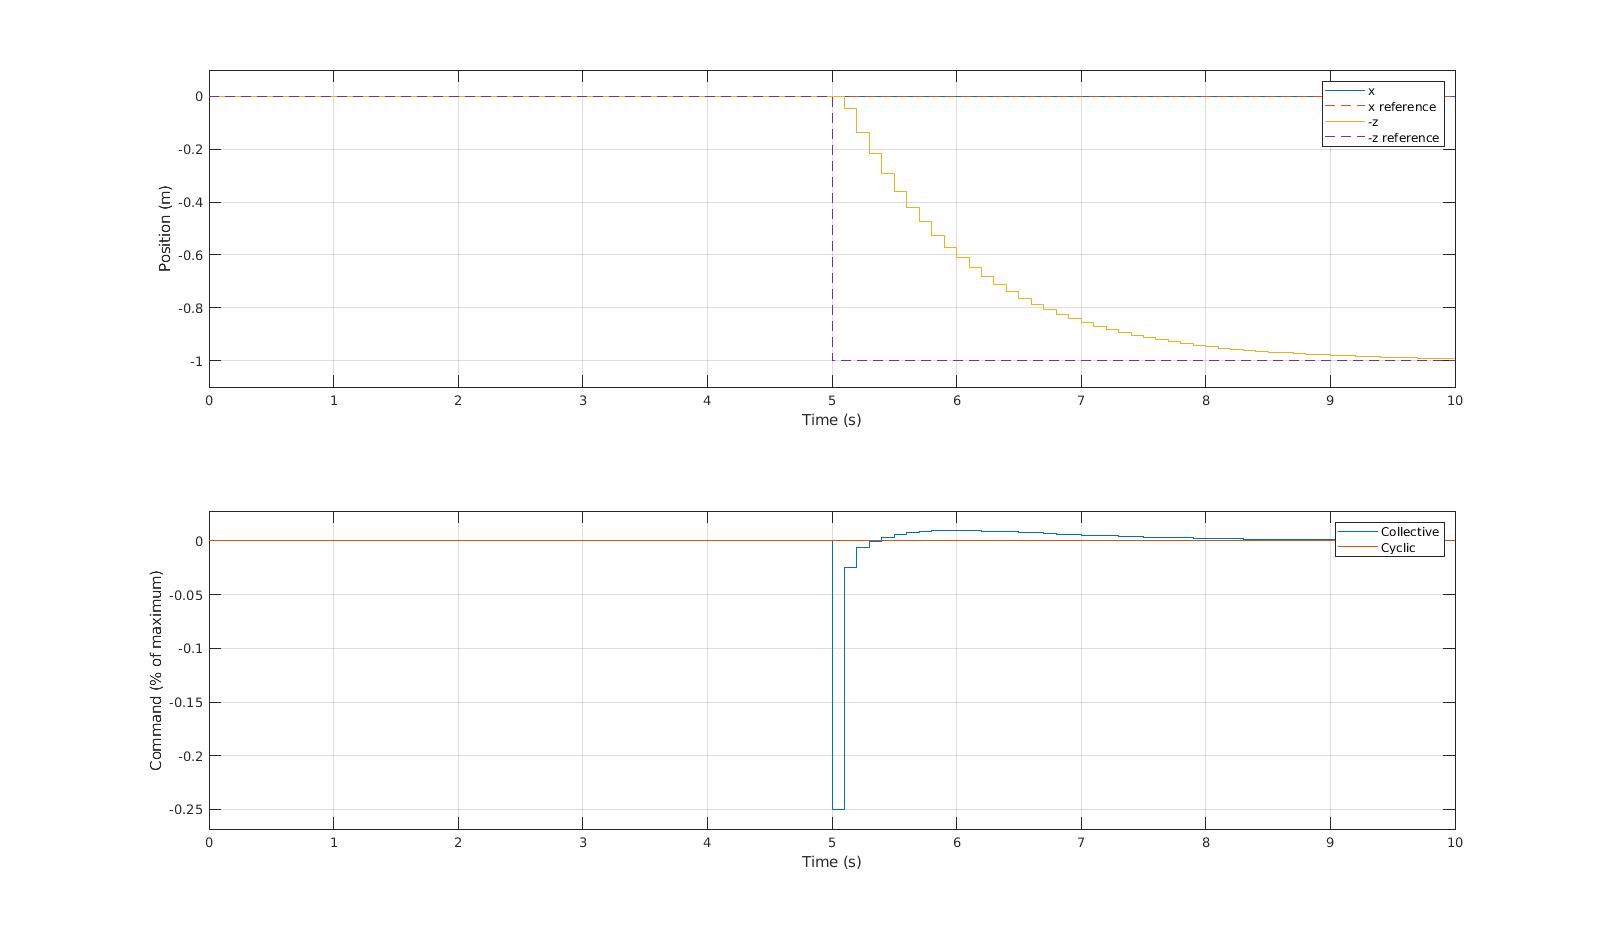 0
-0.2
-0.4
-0.6
-0.8
-1
Position (m)
x
x reference
-z
-z reference
0 1 2 3 4 5 6 7 8 9 10
Time (s)
0
-0.05
-0.1
-0.15
-0.2
-0.25
Command (% of maximum)
Collective
Cyclic
0 1 2 3 4 5 6 7 8 9 10
Time (s)